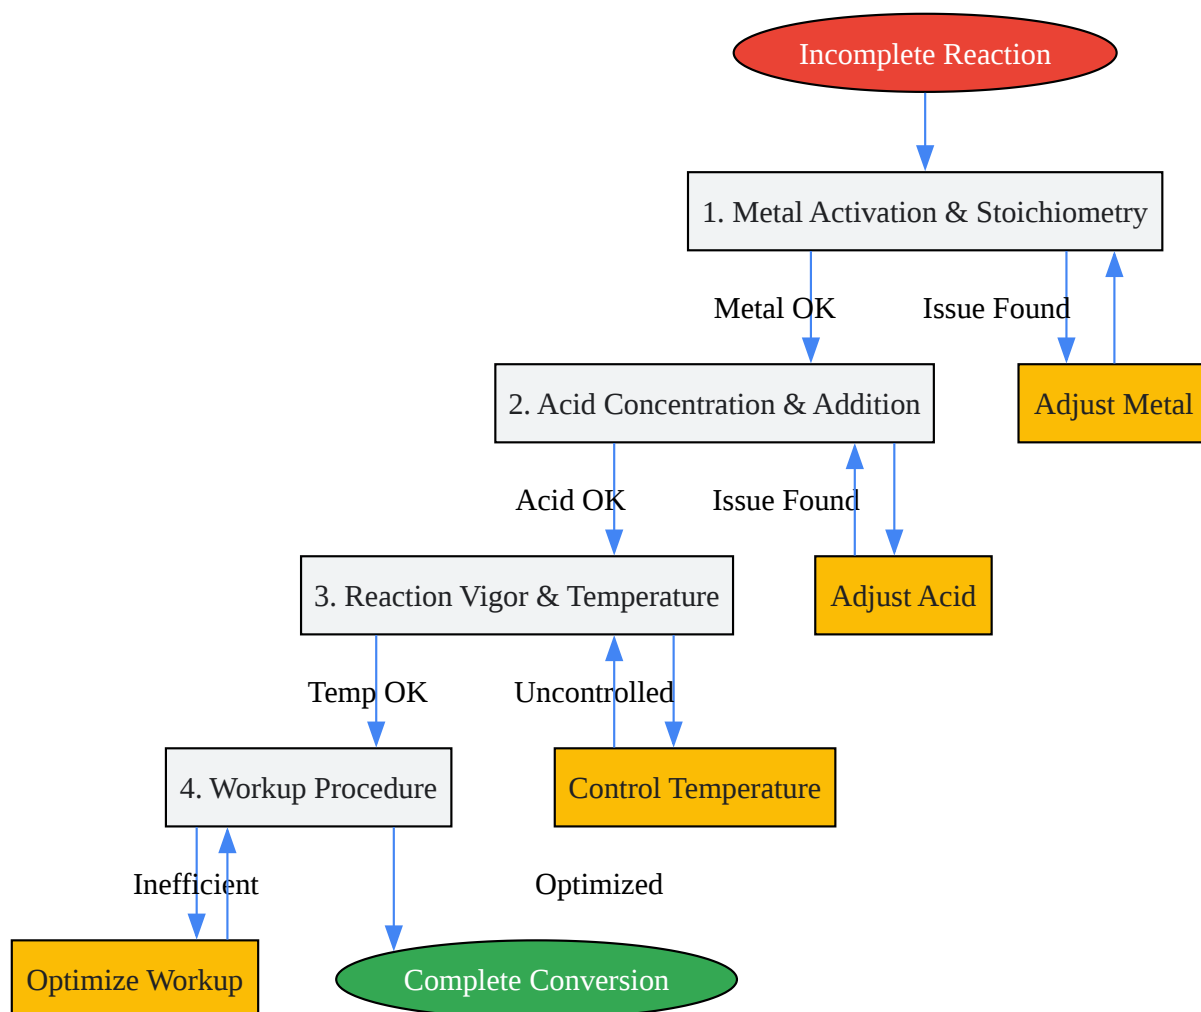 Incomplete Reaction
1. Metal Activation & Stoichiometry
Metal OK
Issue Found
2. Acid Concentration & Addition
Adjust Metal
Acid OK
Issue Found
3. Reaction Vigor & Temperature
Adjust Acid
Temp OK
Uncontrolled
4. Workup Procedure
Control Temperature
Inefficient
Optimized
Optimize Workup
Complete Conversion